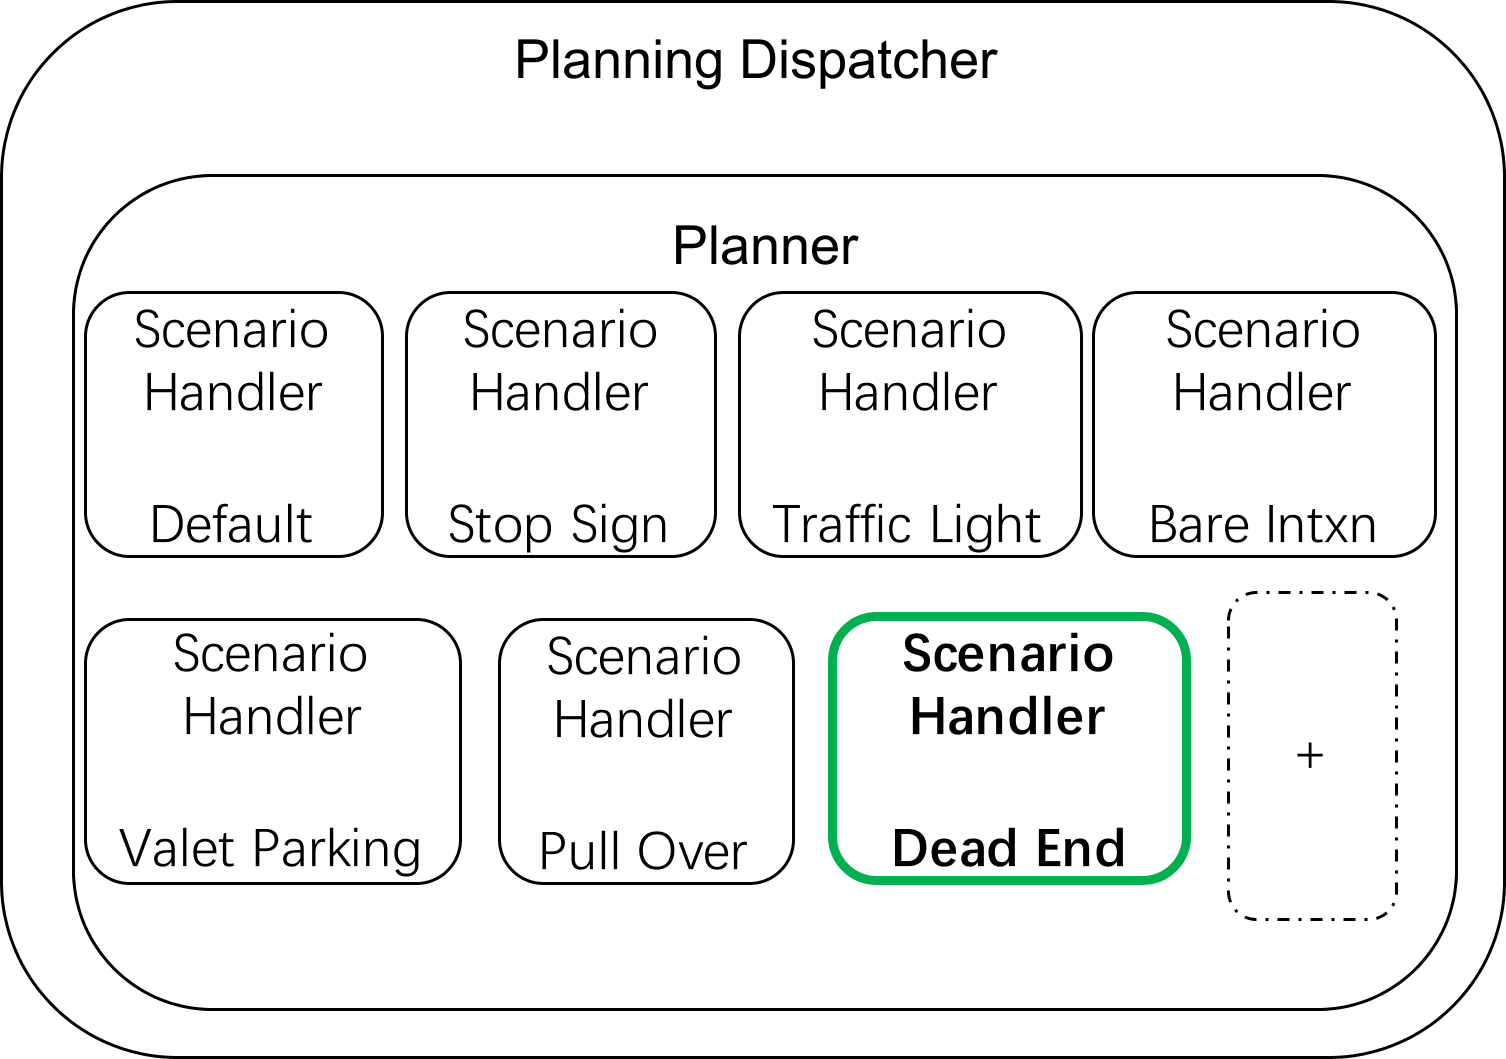 Planning Dispatcher
Planner
Scenario
Handler
Default
Scenario
Handler
Stop Sign
Scenario
Handler
Traffic Light
Scenario
Handler
Bare Intxn
Scenario
Handler
Valet Parking
Scenario
Handler
Pull Over
Scenario
Handler
Dead End
+